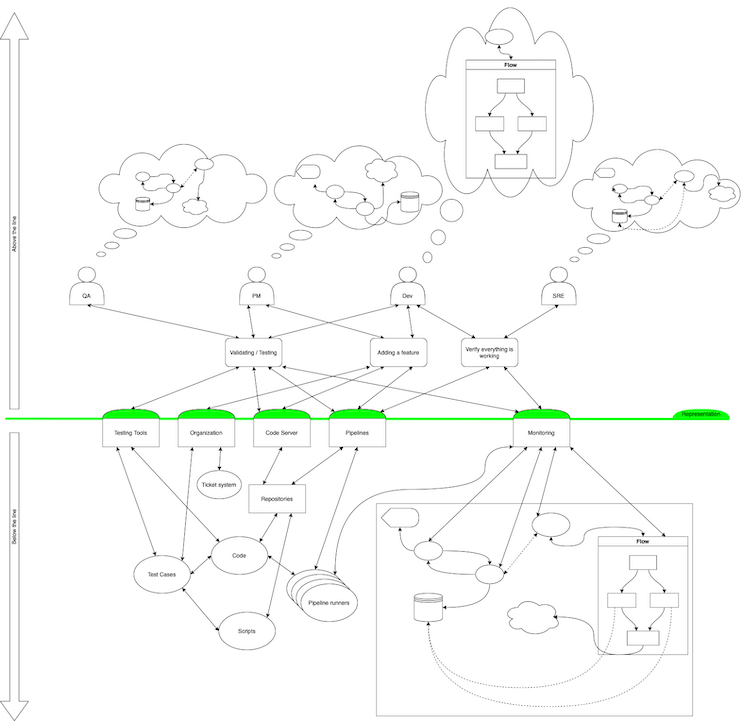 Flow
Above the line
QA
PM
Dev
SRE
Validating / Testing
Adding a feature
Verify everything is
working
Representation
Testing Tools
Organization
Code Server
Pipelines
Monitoring
Ticket system
Repositories
Below the line
Flow
Code
Test Cases
Pipeline runners
Scripts